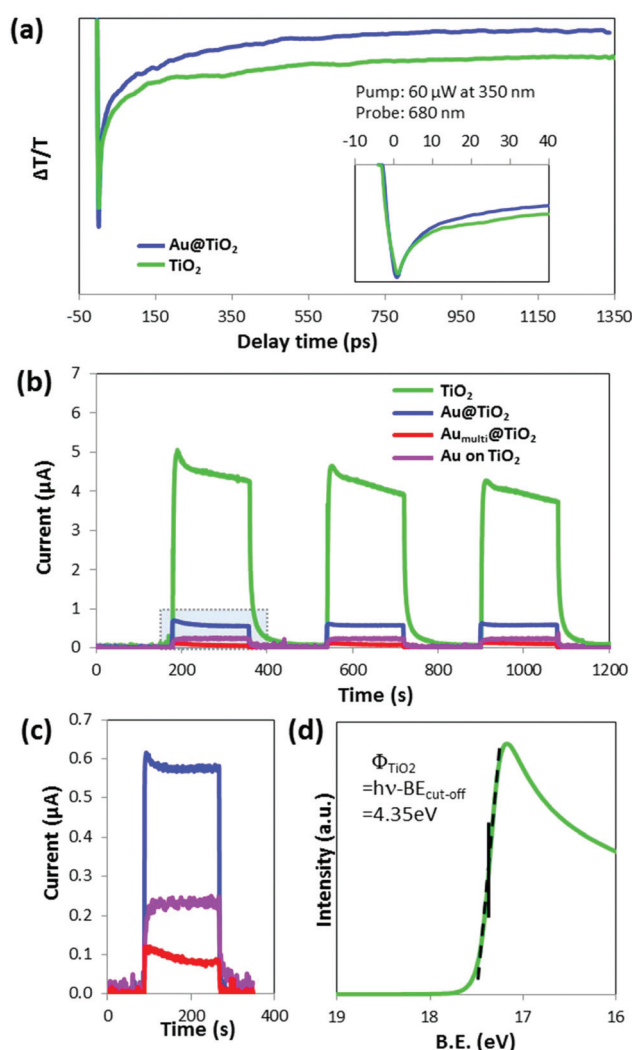 (a)
ΔT/T
Pump: 60 µW at 350 nm
Probe: 680 nm
-10 0 10 20 30 40
Au@TiO₂
TiO₂
-50 150 350 550 750 950 1150 1350
Delay time (ps)
(b)
Current (µA)
7
6
5
4
3
2
1
0
TiO₂
Au@TiO₂
Auₘᵤₗₜᵢ@TiO₂
Au on TiO₂
0 200 400 600 800 1000 1200
Time (s)
(c)
Current (µA)
0.7
0.6
0.5
0.4
0.3
0.2
0.1
0.0
0 200 400
Time (s)
(d)
Intensity (a.u.)
Φ_TiO2
=hν-BE_cut-off
=4.35eV
19 18 17 16
B.E. (eV)